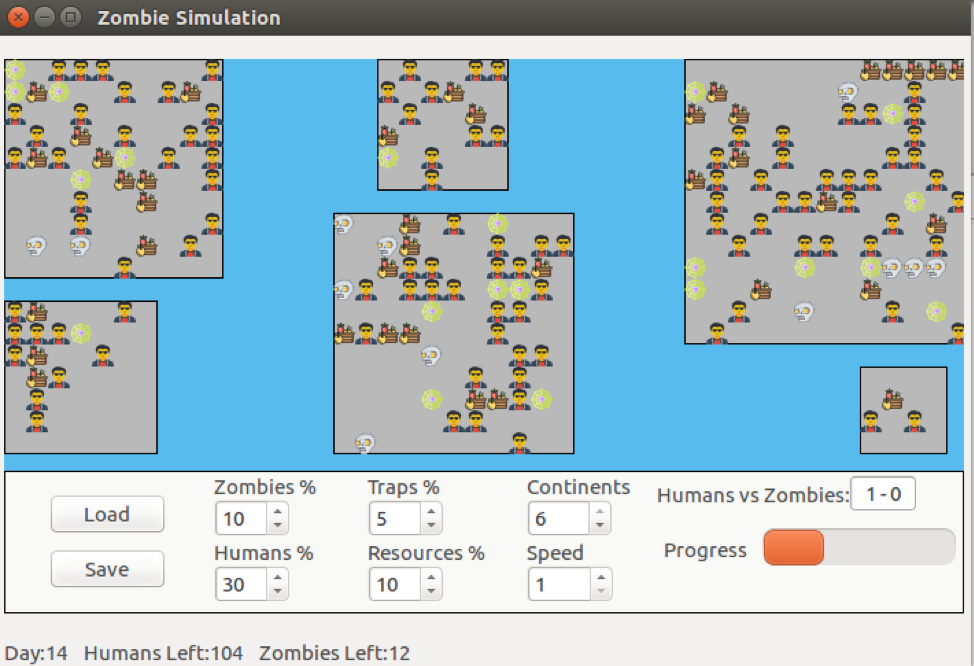 Zombie Simulation
Zombies % Traps % Continents Humans vs Zombies: 1 - 0
Load 10 5 6
Humans % Resources % Speed Progress
Save 30 10 1
Day:14 Humans Left:104 Zombies Left:12